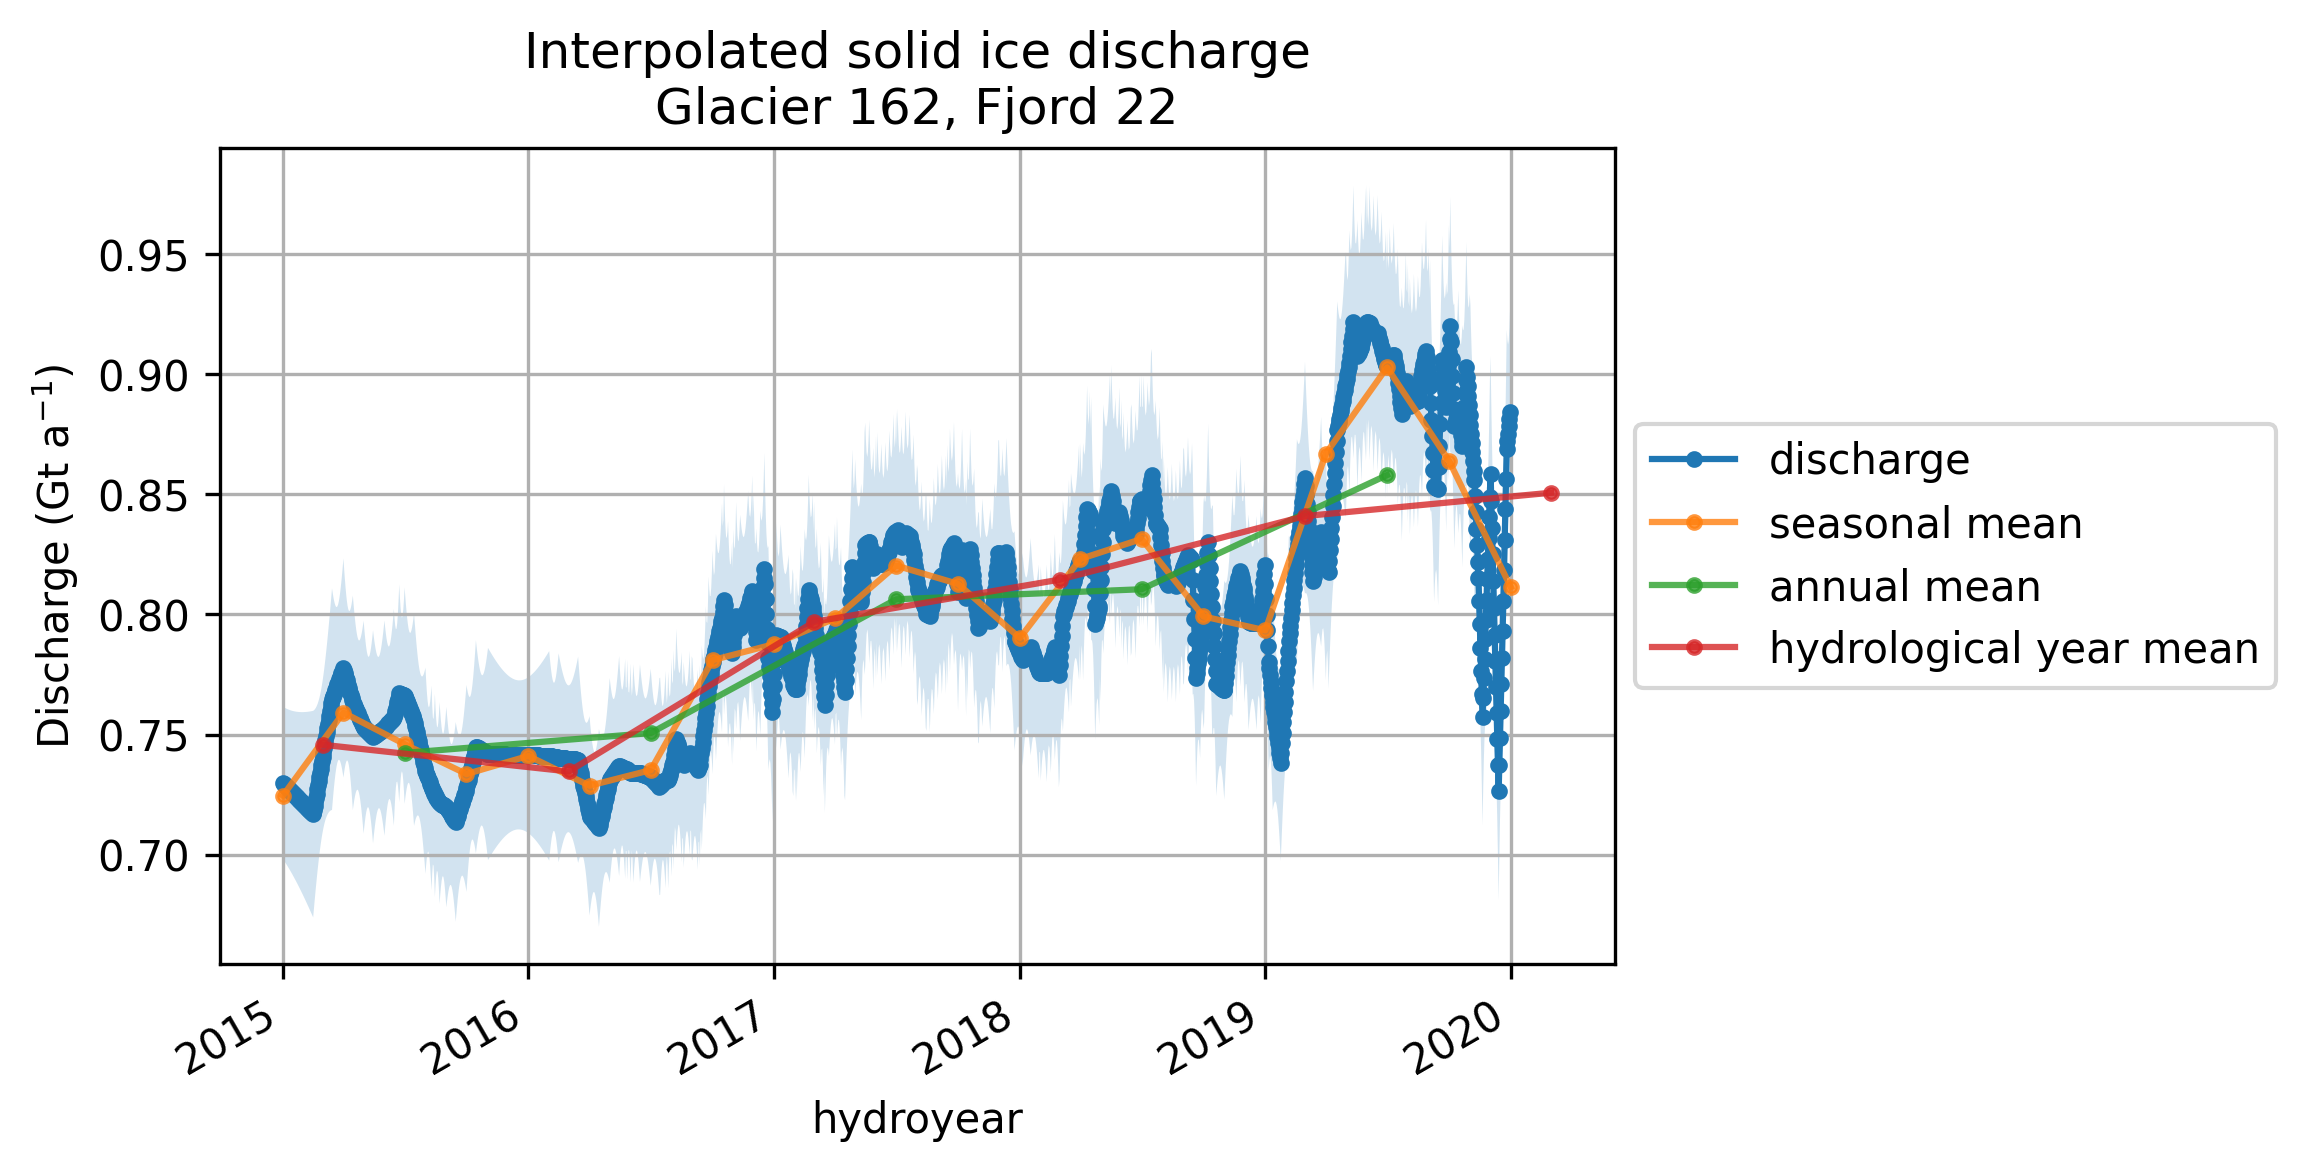 Interpolated solid ice discharge
Glacier 162, Fjord 22
Discharge (Gt a⁻¹)
0.95
0.90
0.85
0.80
0.75
0.70
2015
2016
2017
2018
2019
2020
hydroyear
discharge
seasonal mean
annual mean
hydrological year mean